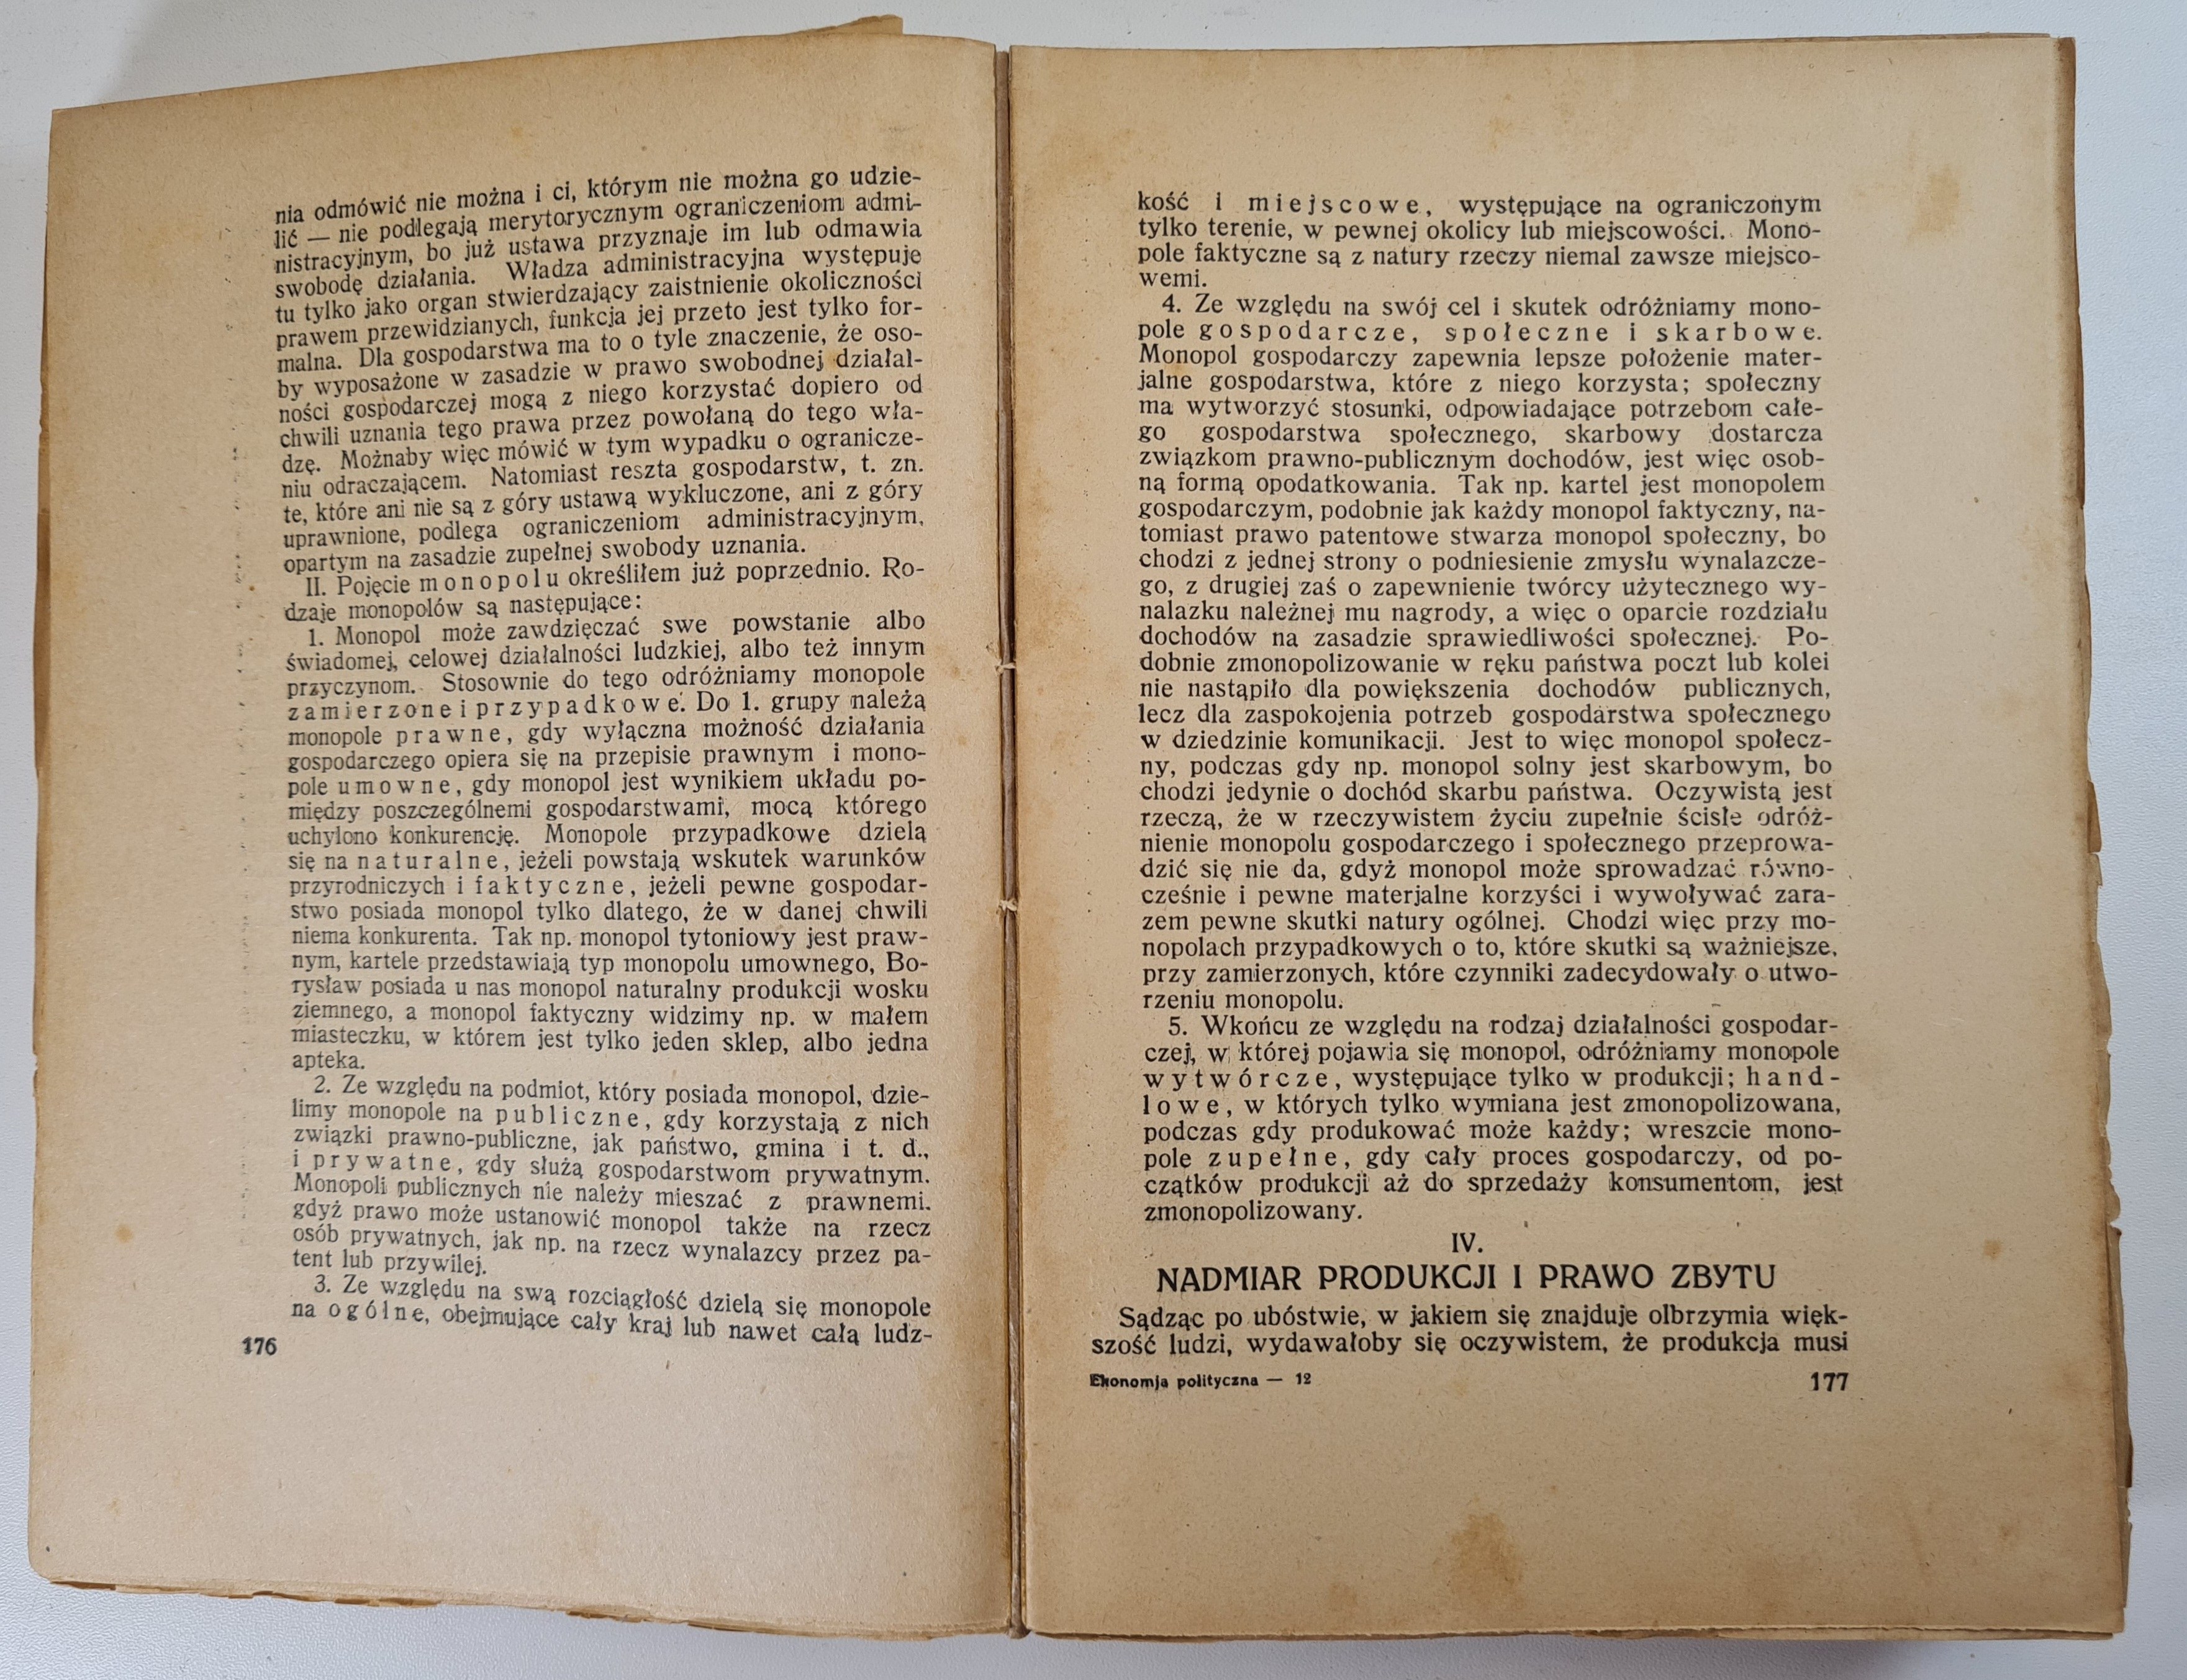 nia odmówić nie można i ci, którym nie można go udzie-
lić — nie podlegają merytorycznym ograniczeniom admi-
nistracyjnym, bo już ustawa przyznaje im lub odmawia
swobodę działania. Władza administracyjna występuje
tu tylko jako organ stwierdzający zaistnienie okoliczności
prawem przewidzianych, funkcja jej przeto jest tylko for-
malna. Dla gospodarstwa ma to o tyle znaczenie, że oso-
by wyposażone w zasadzie w prawo swobodnej działal-
ności gospodarczej mogą z niego korzystać dopiero od
chwili uznania tego prawa przez powołaną do tego wła-
dzę. Możnaby więc mówić w tym wypadku o ogranicze-
niu odraczającem. Natomiast reszta gospodarstw, t. zn.
te, które ani nie są z góry ustawą wykluczone, ani z góry
uprawnione, podlega ograniczeniom administracyjnym,
opartym na zasadzie zupełnej swobody uznania.
II. Pojęcie monopolu określiłem już poprzednio. Ro-
dzaje monopolów są następujące:
1. Monopol może zawdzięczać swe powstanie albo
świadomej, celowej działalności ludzkiej, albo też innym
przyczynom. Stosownie do tego odróżniamy monopole
zamierzone i przypadkowe. Do 1. grupy należą
monopole prawne, gdy wyłączna możność działania
gospodarczego opiera się na przepisie prawnym i mono-
pole umowne, gdy monopol jest wynikiem układu po-
między poszczególnemi gospodarstwami, mocą którego
uchylono konkurencję. Monopole przypadkowe dzielą
się na naturalne, jeżeli powstają wskutek warunków
przyrodniczych i faktyczne, jeżeli pewne gospodar-
stwo posiada monopol tylko dlatego, że w danej chwili
niema konkurenta. Tak np. monopol tytoniowy jest praw-
nym, kartele przedstawiają typ monopolu umownego, Bo-
rysław posiada u nas monopol naturalny produkcji wosku
ziemnego, a monopol faktyczny widzimy np. w małem
miasteczku, w którem jest tylko jeden sklep, albo jedna
apteka.
2. Ze względu na podmiot, który posiada monopol, dzie-
limy monopole na publiczne, gdy korzystają z nich
związki prawno-publiczne, jak państwo, gmina i t. d.,
i prywatne, gdy służą gospodarstwom prywatnym.
Monopoli publicznych nie należy mieszać z prawnemi.
gdyż prawo może ustanowić monopol także na rzecz
osób prywatnych, jak np. na rzecz wynalazcy przez pa-
tent lub przywilej.
3. Ze względu na swą rozciągłość dzielą się monopole
na ogólne, obejmujące cały kraj lub nawet całą ludz-
176
kość i miejscowe, występujące na ograniczonym
tylko terenie, w pewnej okolicy lub miejscowości. Mono-
pole faktyczne są z natury rzeczy niemal zawsze miejsco-
wemi.
4. Ze względu na swój cel i skutek odróżniamy mono-
pole gospodarcze, społeczne i skarbowe.
Monopol gospodarczy zapewnia lepsze położenie mater-
jalne gospodarstwa, które z niego korzysta; społeczny
ma wytworzyć stosunki, odpowiadające potrzebom całe-
go gospodarstwa społecznego, skarbowy dostarcza
związkom prawno-publicznym dochodów, jest więc osob-
ną formą opodatkowania. Tak np. kartel jest monopolem
gospodarczym, podobnie jak każdy monopol faktyczny, na-
tomiast prawo patentowe stwarza monopol społeczny, bo
chodzi z jednej strony o podniesienie zmysłu wynalazcze-
go, z drugiej zaś o zapewnienie twórcy użytecznego wy-
nalazku należnej mu nagrody, a więc o oparcie rozdziału
dochodów na zasadzie sprawiedliwości społecznej. Po-
dobnie zmonopolizowanie w ręku państwa poczt lub kolei
nie nastąpiło dla powiększenia dochodów publicznych,
lecz dla zaspokojenia potrzeb gospodarstwa społecznego
w dziedzinie komunikacji. Jest to więc monopol społecz-
ny, podczas gdy np. monopol solny jest skarbowym, bo
chodzi jedynie o dochód skarbu państwa. Oczywistą jest
rzeczą, że w rzeczywistem życiu zupełnie ścisłe odróż-
nienie monopolu gospodarczego i społecznego przeprowa-
dzić się nie da, gdyż monopol może sprowadzać równo-
cześnie i pewne materjalne korzyści i wywoływać zara-
zem pewne skutki natury ogólnej. Chodzi więc przy mo-
nopolach przypadkowych o to, które skutki są ważniejsze,
przy zamierzonych, które czynniki zadecydowały o utwo-
rzeniu monopolu.
5. Wkońcu ze względu na rodzaj działalności gospodar-
czej, w której pojawia się monopol, odróżniamy monopole
wytwórcze, występujące tylko w produkcji; hand-
lowe, w których tylko wymiana jest zmonopolizowana,
podczas gdy produkować może każdy; wreszcie mono-
pole zupełne, gdy cały proces gospodarczy, od po-
czątków produkcji aż do sprzedaży konsumentom, jest
zmonopolizowany.
IV.
NADMIAR PRODUKCJI I PRAWO ZBYTU
Sądząc po ubóstwie, w jakiem się znajduje olbrzymia więk-
szość ludzi, wydawałoby się oczywistem, że produkcja musi
Ekonomja polityczna — 12
177